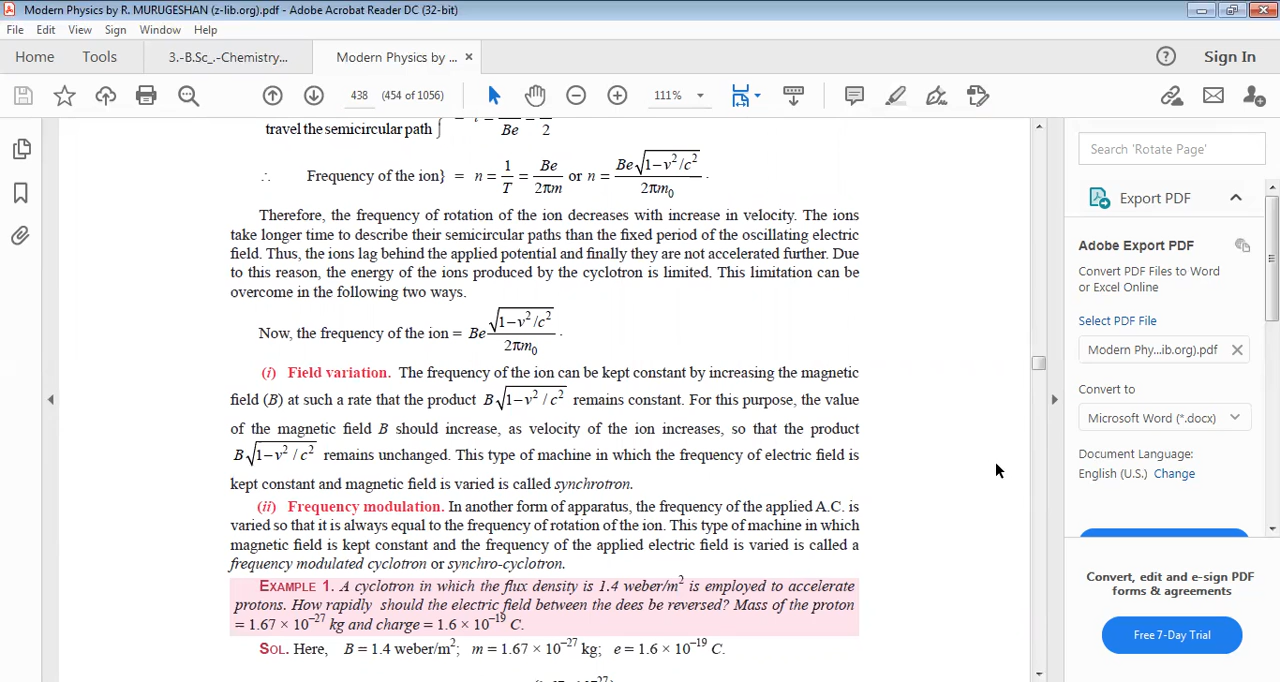 Modern Physics by R. MURUGESHAN (z-lib.org).pdf - Adobe Acrobat Reader DC (32-bit)
File Edit View Sign Window Help
Home Tools 3.-B.Sc_.-Chemistry... Modern Physics by ... × Sign In
438 (454 of 1056) 111%
travel the semicircular path} = t = Be = 2
∴ Frequency of the ion} = n = 1/T = Be/2πm or n = Be√(1−v²/c²)/2πm₀ .
Therefore, the frequency of rotation of the ion decreases with increase in velocity. The ions
take longer time to describe their semicircular paths than the fixed period of the oscillating electric
field. Thus, the ions lag behind the applied potential and finally they are not accelerated further. Due
to this reason, the energy of the ions produced by the cyclotron is limited. This limitation can be
overcome in the following two ways.
Now, the frequency of the ion = Be √(1−v²/c²)/2πm₀ .
(i) Field variation. The frequency of the ion can be kept constant by increasing the magnetic
field (B) at such a rate that the product B√(1−v²/c²) remains constant. For this purpose, the value
of the magnetic field B should increase, as velocity of the ion increases, so that the product
B√(1−v²/c²) remains unchanged. This type of machine in which the frequency of electric field is
kept constant and magnetic field is varied is called synchrotron.
(ii) Frequency modulation. In another form of apparatus, the frequency of the applied A.C. is
varied so that it is always equal to the frequency of rotation of the ion. This type of machine in which
magnetic field is kept constant and the frequency of the applied electric field is varied is called a
frequency modulated cyclotron or synchro-cyclotron.
EXAMPLE 1. A cyclotron in which the flux density is 1.4 weber/m² is employed to accelerate
protons. How rapidly should the electric field between the dees be reversed? Mass of the proton
= 1.67 × 10⁻²⁷ kg and charge = 1.6 × 10⁻¹⁹ C.
SOL. Here, B = 1.4 weber/m²; m = 1.67 × 10⁻²⁷ kg; e = 1.6 × 10⁻¹⁹ C.
Search 'Rotate Page'
Export PDF
Adobe Export PDF
Convert PDF Files to Word
or Excel Online
Select PDF File
Modern Phy...ib.org).pdf
Convert to
Microsoft Word (*.docx)
Document Language:
English (U.S.) Change
Convert, edit and e-sign PDF
forms & agreements
Free 7-Day Trial